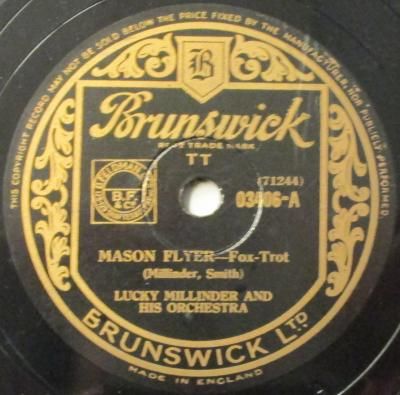 THIS COPYRIGHT RECORD MAY NOT BE SOLD BELOW THE PRICE FIXED BY THE MANUFACTURER, NOR PUBLICLY PERFORMED.
B
Brunswick
REGD TRADE MARK
TT
B.F. & Co
(71244)
03406-A
MASON FLYER—Fox-Trot
(Millinder, Smith)
LUCKY MILLINDER AND
HIS ORCHESTRA
BRUNSWICK LTD.
MADE IN ENGLAND